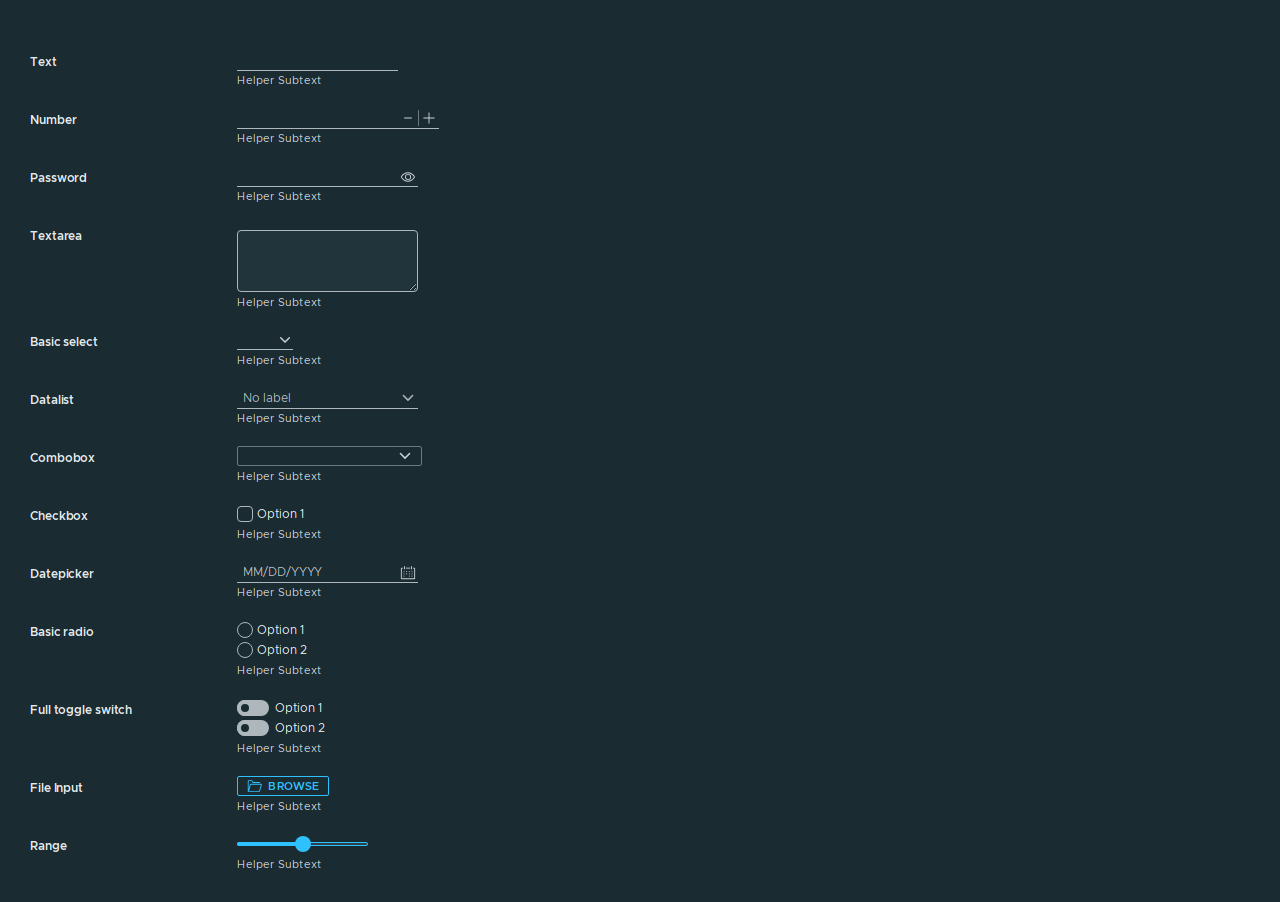 Text
Helper Subtext
Number
Helper Subtext
Password
Helper Subtext
Textarea
Helper Subtext
Basic select
Helper Subtext
Datalist
No label
Helper Subtext
Combobox
Helper Subtext
Checkbox
Option 1
Helper Subtext
Datepicker
MM/DD/YYYY
Helper Subtext
Basic radio
Option 1
Option 2
Helper Subtext
Full toggle switch
Option 1
Option 2
Helper Subtext
File Input
BROWSE
Helper Subtext
Range
Helper Subtext